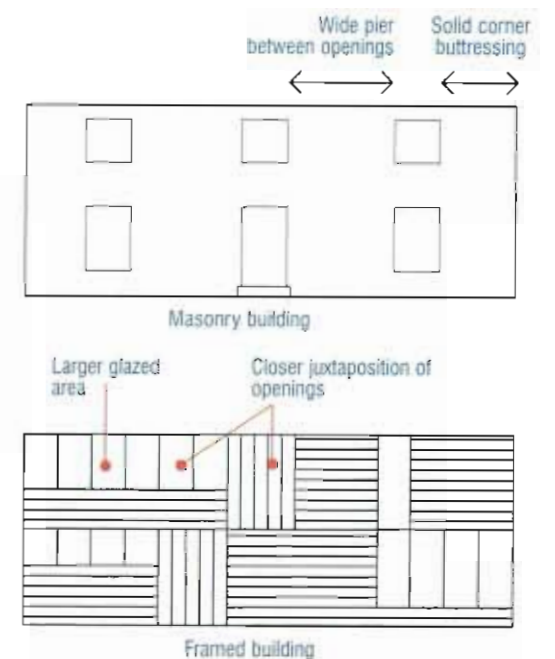 Wide pier
between openings
Solid corner
buttressing
Masonry building
Larger glazed
area
Closer juxtaposition of
openings
Framed building